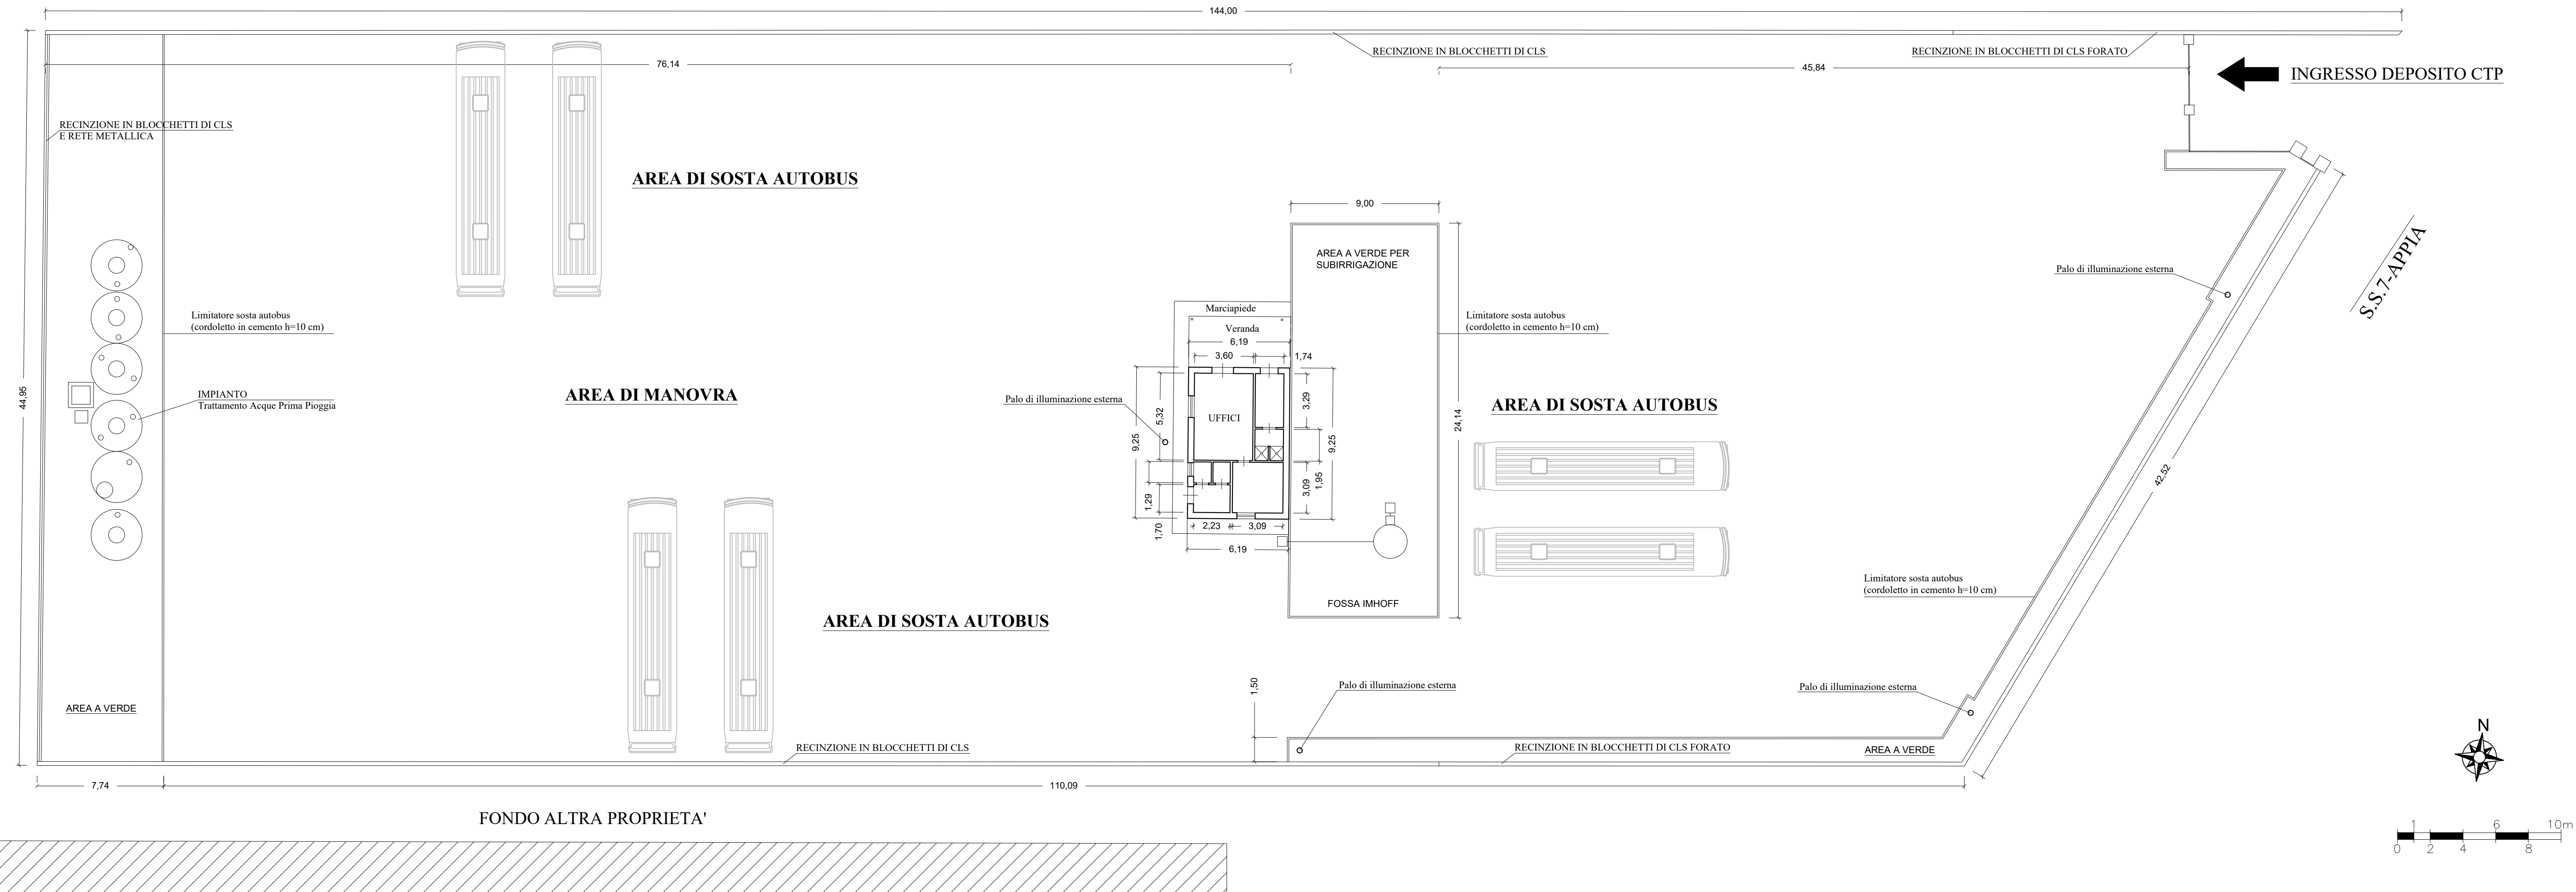 144,00
RECINZIONE IN BLOCCHETTI DI CLS
RECINZIONE IN BLOCCHETTI DI CLS FORATO
76,14
45,84
INGRESSO DEPOSITO CTP
RECINZIONE IN BLOCCHETTI DI CLS
E RETE METALLICA
AREA DI SOSTA AUTOBUS
9,00
S.S.7-APPIA
AREA A VERDE PER
SUBIRRIGAZIONE
Palo di illuminazione esterna
Marciapiede
Limitatore sosta autobus
(cordoletto in cemento h=10 cm)
Limitatore sosta autobus
(cordoletto in cemento h=10 cm)
Veranda
6,19
3,60
1,74
44,95
IMPIANTO
Trattamento Acque Prima Pioggia
AREA DI MANOVRA
Palo di illuminazione esterna
5,32
UFFICI
3,29
24,14
AREA DI SOSTA AUTOBUS
9,25
9,25
42,52
1,29
3,09
1,95
1,70
2,23
3,09
6,19
Limitatore sosta autobus
(cordoletto in cemento h=10 cm)
FOSSA IMHOFF
AREA DI SOSTA AUTOBUS
1,50
Palo di illuminazione esterna
Palo di illuminazione esterna
AREA A VERDE
N
RECINZIONE IN BLOCCHETTI DI CLS
RECINZIONE IN BLOCCHETTI DI CLS FORATO
AREA A VERDE
7,74
110,09
FONDO ALTRA PROPRIETA'
1 6 10m
0 2 4 8